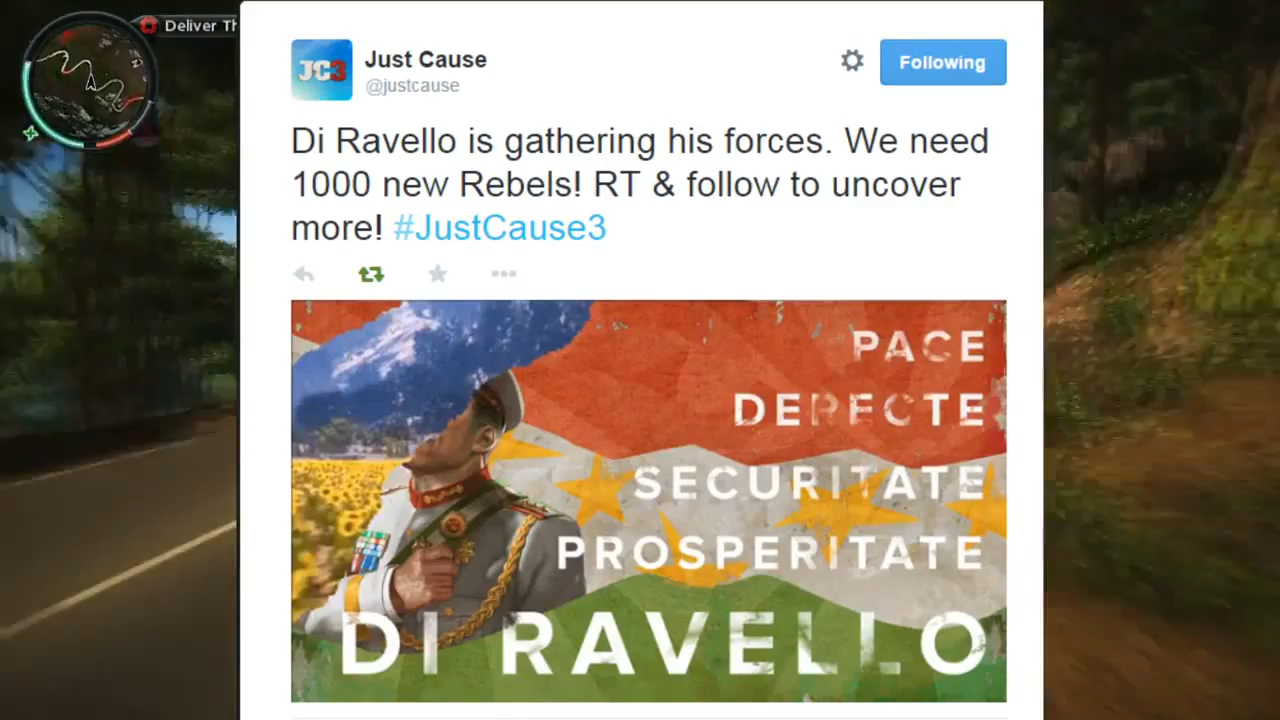 Deliver Th
JC3
Just Cause
@justcause
Following
Di Ravello is gathering his forces. We need
1000 new Rebels! RT & follow to uncover
more! #JustCause3
PACE
DERECTE
SECURITATE
PROSPERITATE
DI RAVELLO